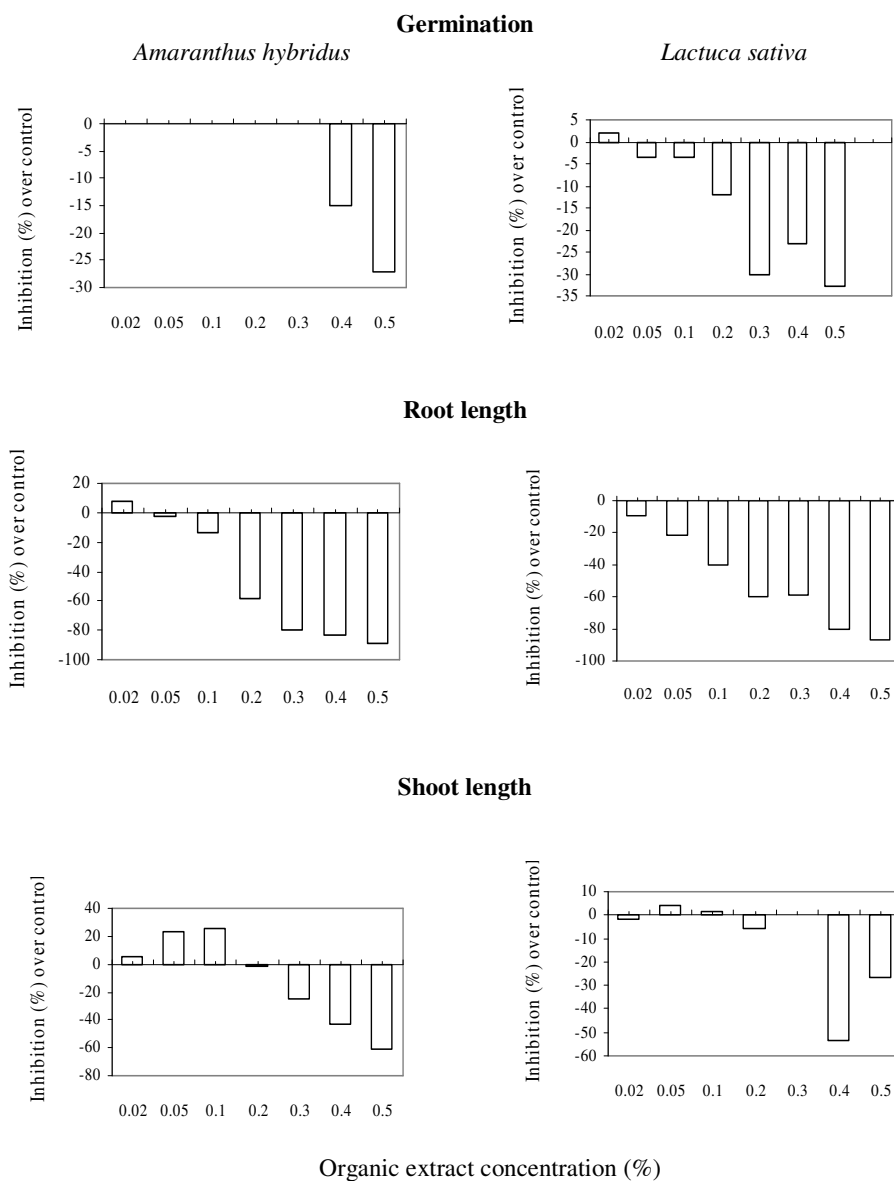 Germination
Amaranthus hybridus
Lactuca sativa
Inhibition (%) over control
0
-5
-10
-15
-20
-25
-30
0.02 0.05 0.1 0.2 0.3 0.4 0.5
Inhibition (%) over control
5
0
-5
-10
-15
-20
-25
-30
-35
0.02 0.05 0.1 0.2 0.3 0.4 0.5
Root length
Inhibition (%) over control
20
0
-20
-40
-60
-80
-100
0.02 0.05 0.1 0.2 0.3 0.4 0.5
Inhibition (%) over control
0
-20
-40
-60
-80
-100
0.02 0.05 0.1 0.2 0.3 0.4 0.5
Shoot length
Inhibition (%) over control
40
20
0
-20
-40
-60
-80
0.02 0.05 0.1 0.2 0.3 0.4 0.5
Inhibition (%) over control
10
0
-10
-20
-30
-40
-50
-60
0.02 0.05 0.1 0.2 0.3 0.4 0.5
Organic extract concentration (%)